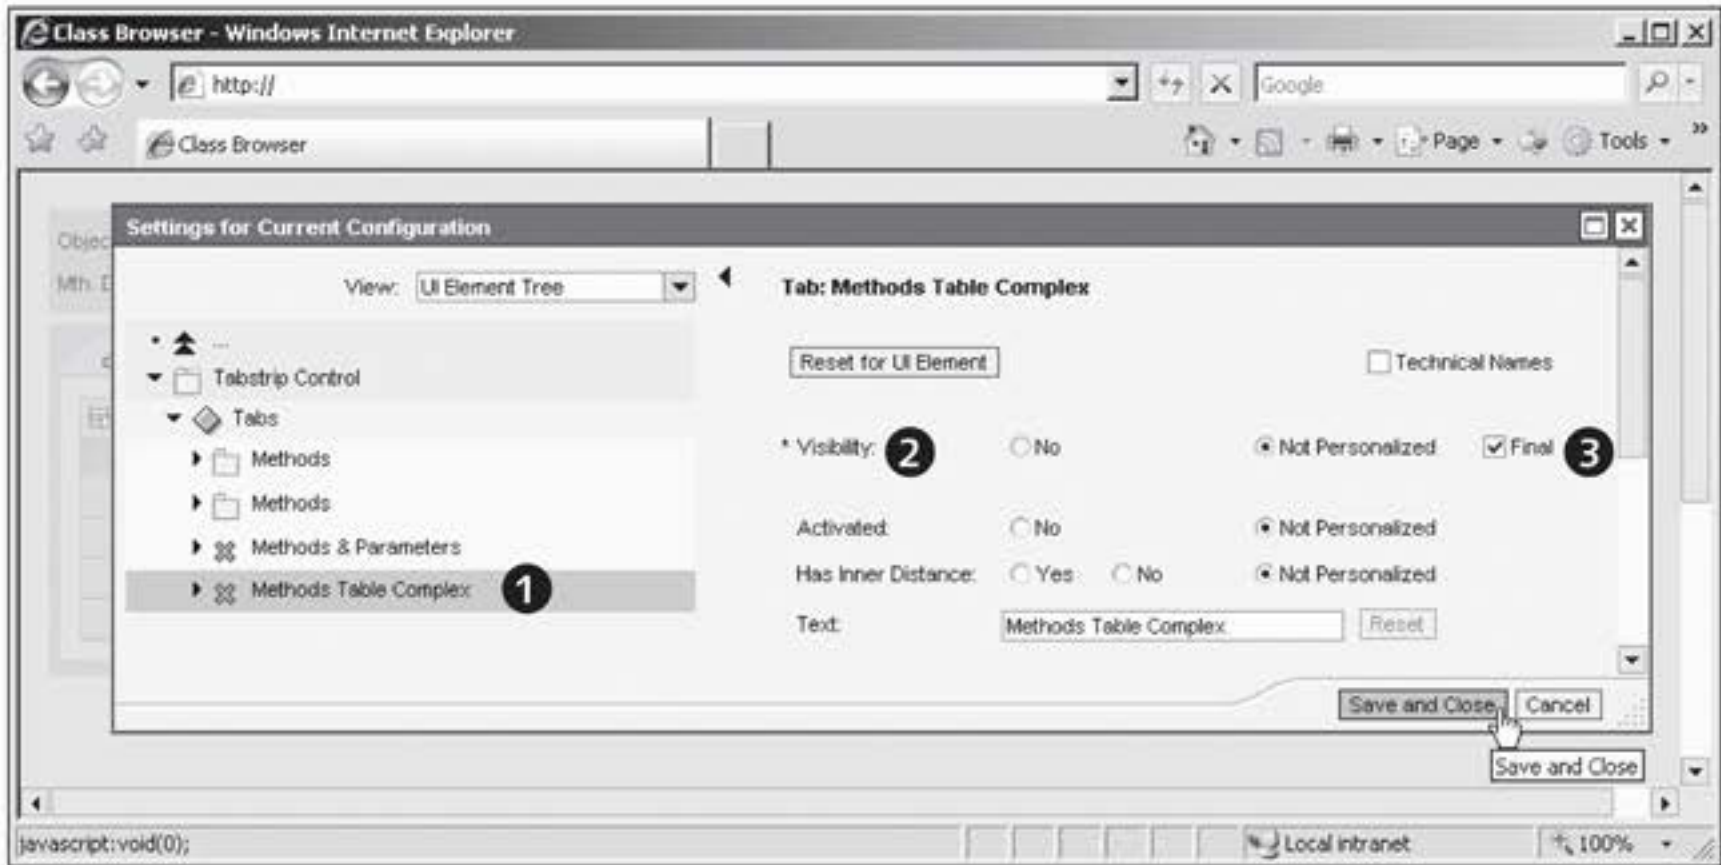 Class Browser - Windows Internet Explorer
http://
Google
Class Browser
Page
Tools
»
Settings for Current Configuration
Objec
Mth. D
View: UI Element Tree
...
Tabstrip Control
Tabs
Methods
Methods
Methods & Parameters
Methods Table Complex 1
Tab: Methods Table Complex
Reset for UI Element
Technical Names
* Visibility: 2 No Not Personalized Final 3
Activated: No Not Personalized
Has Inner Distance: Yes No Not Personalized
Text: Methods Table Complex Reset
Save and Close Cancel
Save and Close
javascript:void(0);
Local intranet
100%